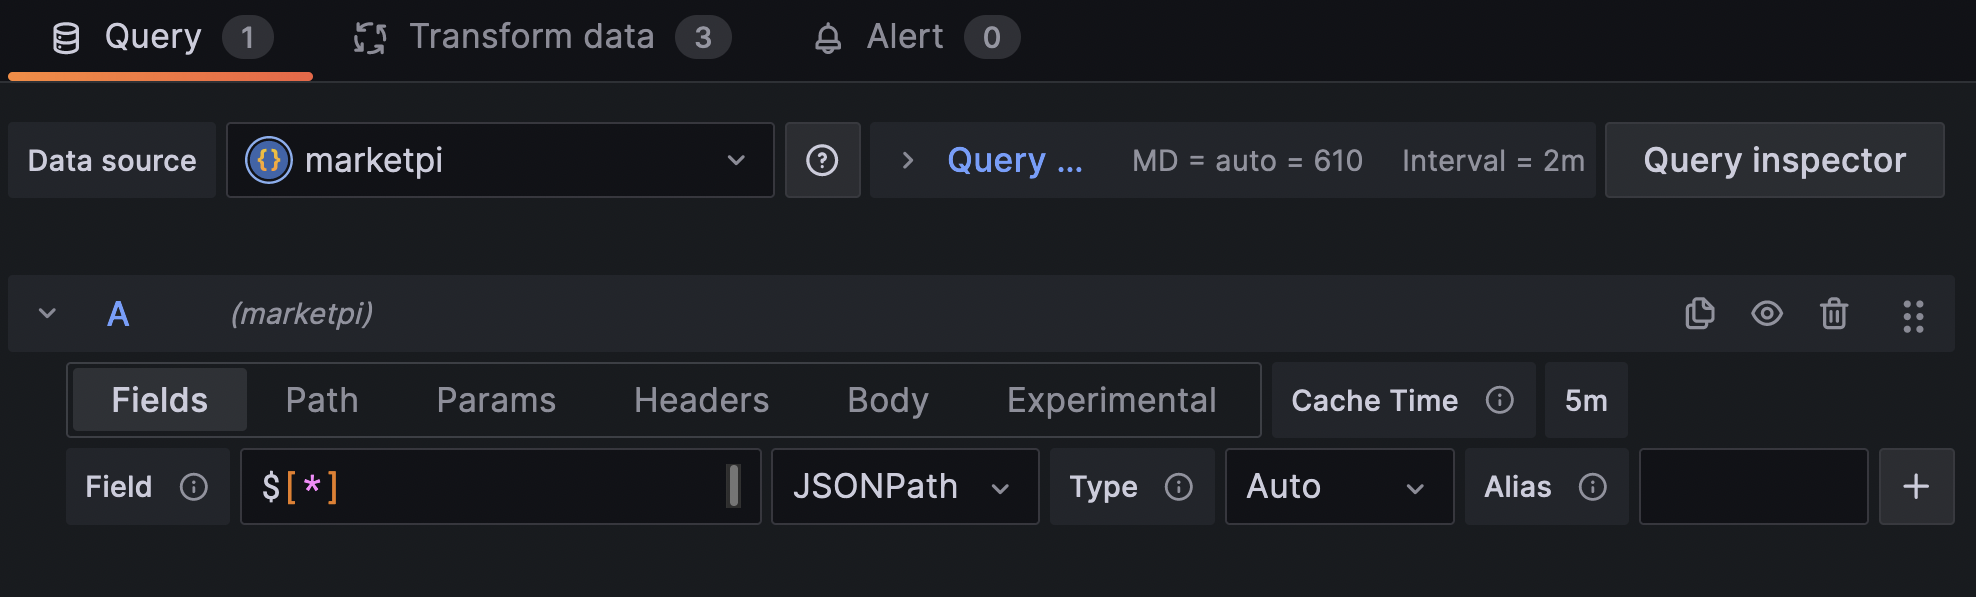 Query 1 Transform data 3 Alert 0
Data source {} marketpi Query ... MD = auto = 610 Interval = 2m Query inspector
A (marketpi)
Fields Path Params Headers Body Experimental Cache Time 5m
Field $[*] JSONPath Type Auto Alias +